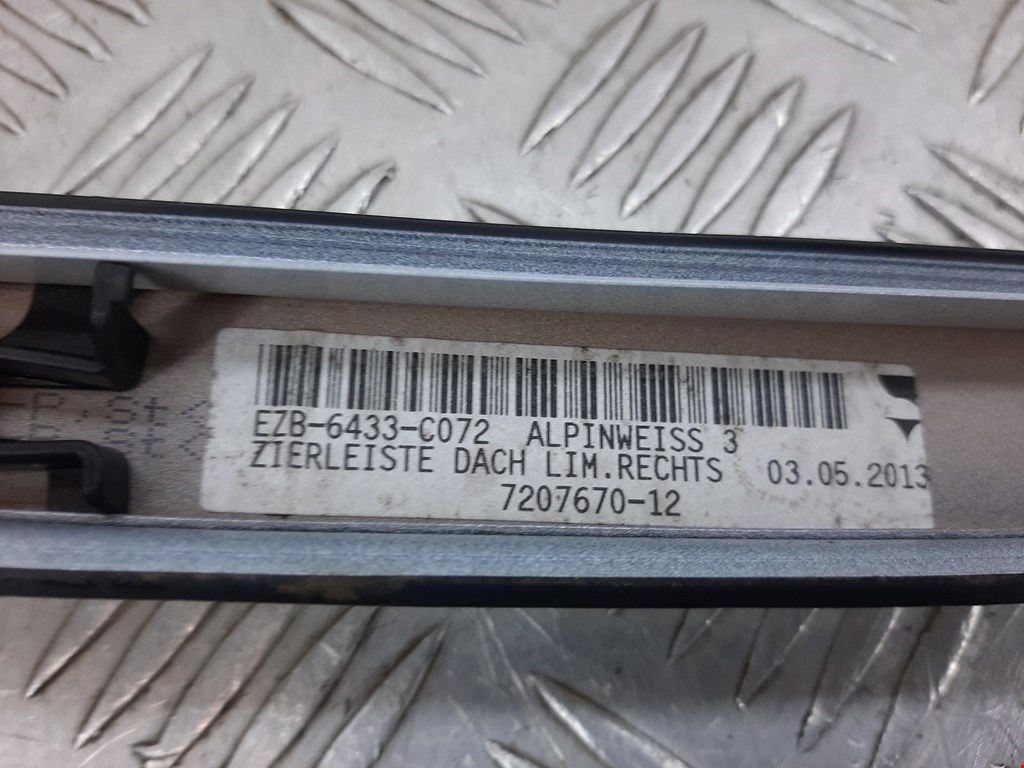 EZB-6433-C072 ALPINWEISS 3
ZIERLEISTE DACH LIM.RECHTS 03.05.2013
7207670-12